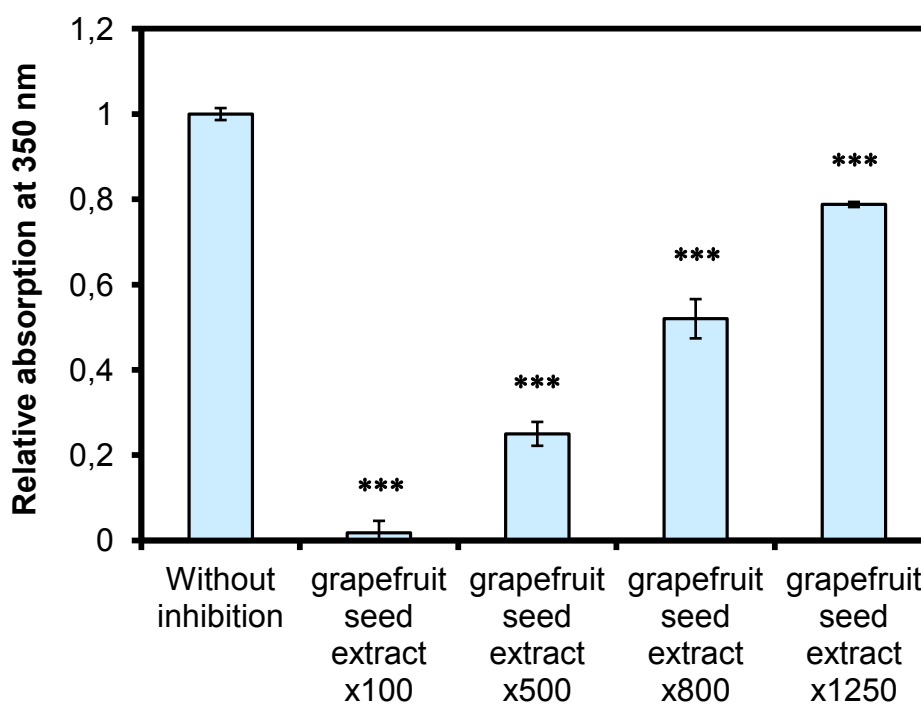 Relative absorption at 350 nm
1,2
1
0,8
0,6
0,4
0,2
0
***
***
***
***
Without
inhibition
grapefruit
seed
extract
x100
grapefruit
seed
extract
x500
grapefruit
seed
extract
x800
grapefruit
seed
extract
x1250